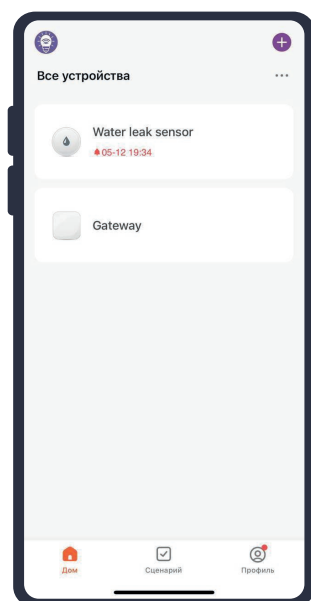 Все устройства
Water leak sensor
05-12 19:34
Gateway
Дом
Сценарий
Профиль